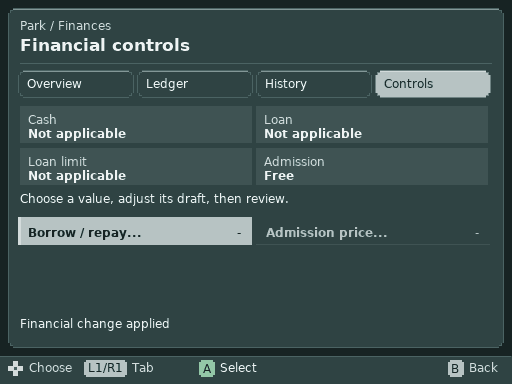 Park / Finances
Financial controls
Overview Ledger History Controls
Cash Loan
Not applicable Not applicable
Loan limit Admission
Not applicable Free
Choose a value, adjust its draft, then review.
Borrow / repay... - Admission price... -
Financial change applied
Choose L1/R1 Tab A Select B Back